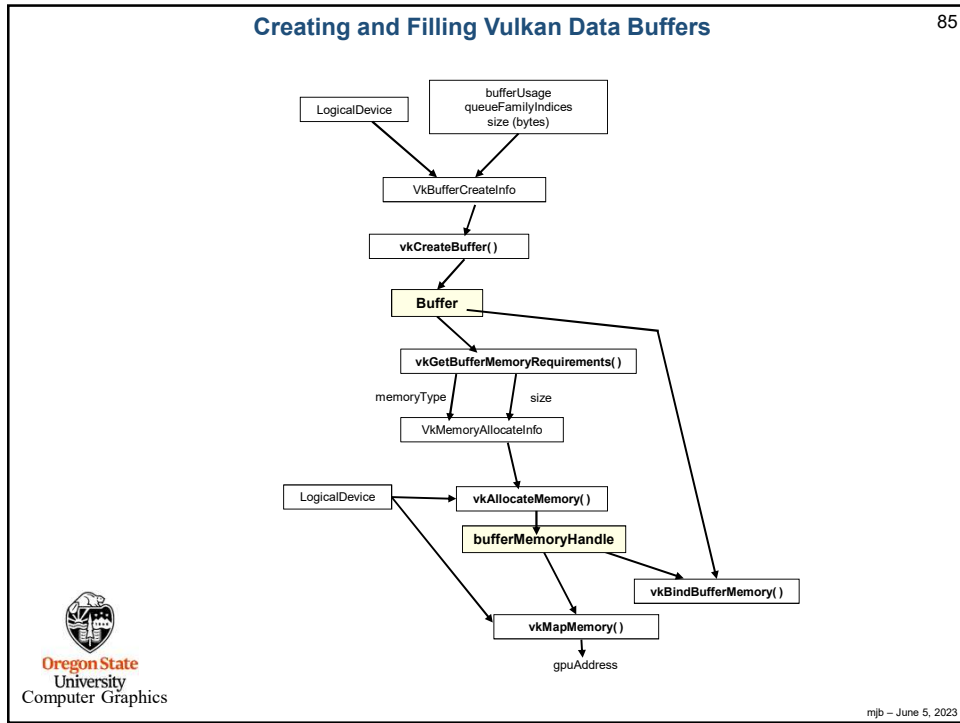 Creating and Filling Vulkan Data Buffers
85
LogicalDevice
bufferUsage
queueFamilyIndices
size (bytes)
VkBufferCreateInfo
vkCreateBuffer( )
Buffer
vkGetBufferMemoryRequirements( )
memoryType
size
VkMemoryAllocateInfo
LogicalDevice
vkAllocateMemory( )
bufferMemoryHandle
vkBindBufferMemory( )
vkMapMemory( )
gpuAddress
Oregon State
University
Computer Graphics
mjb – June 5, 2023